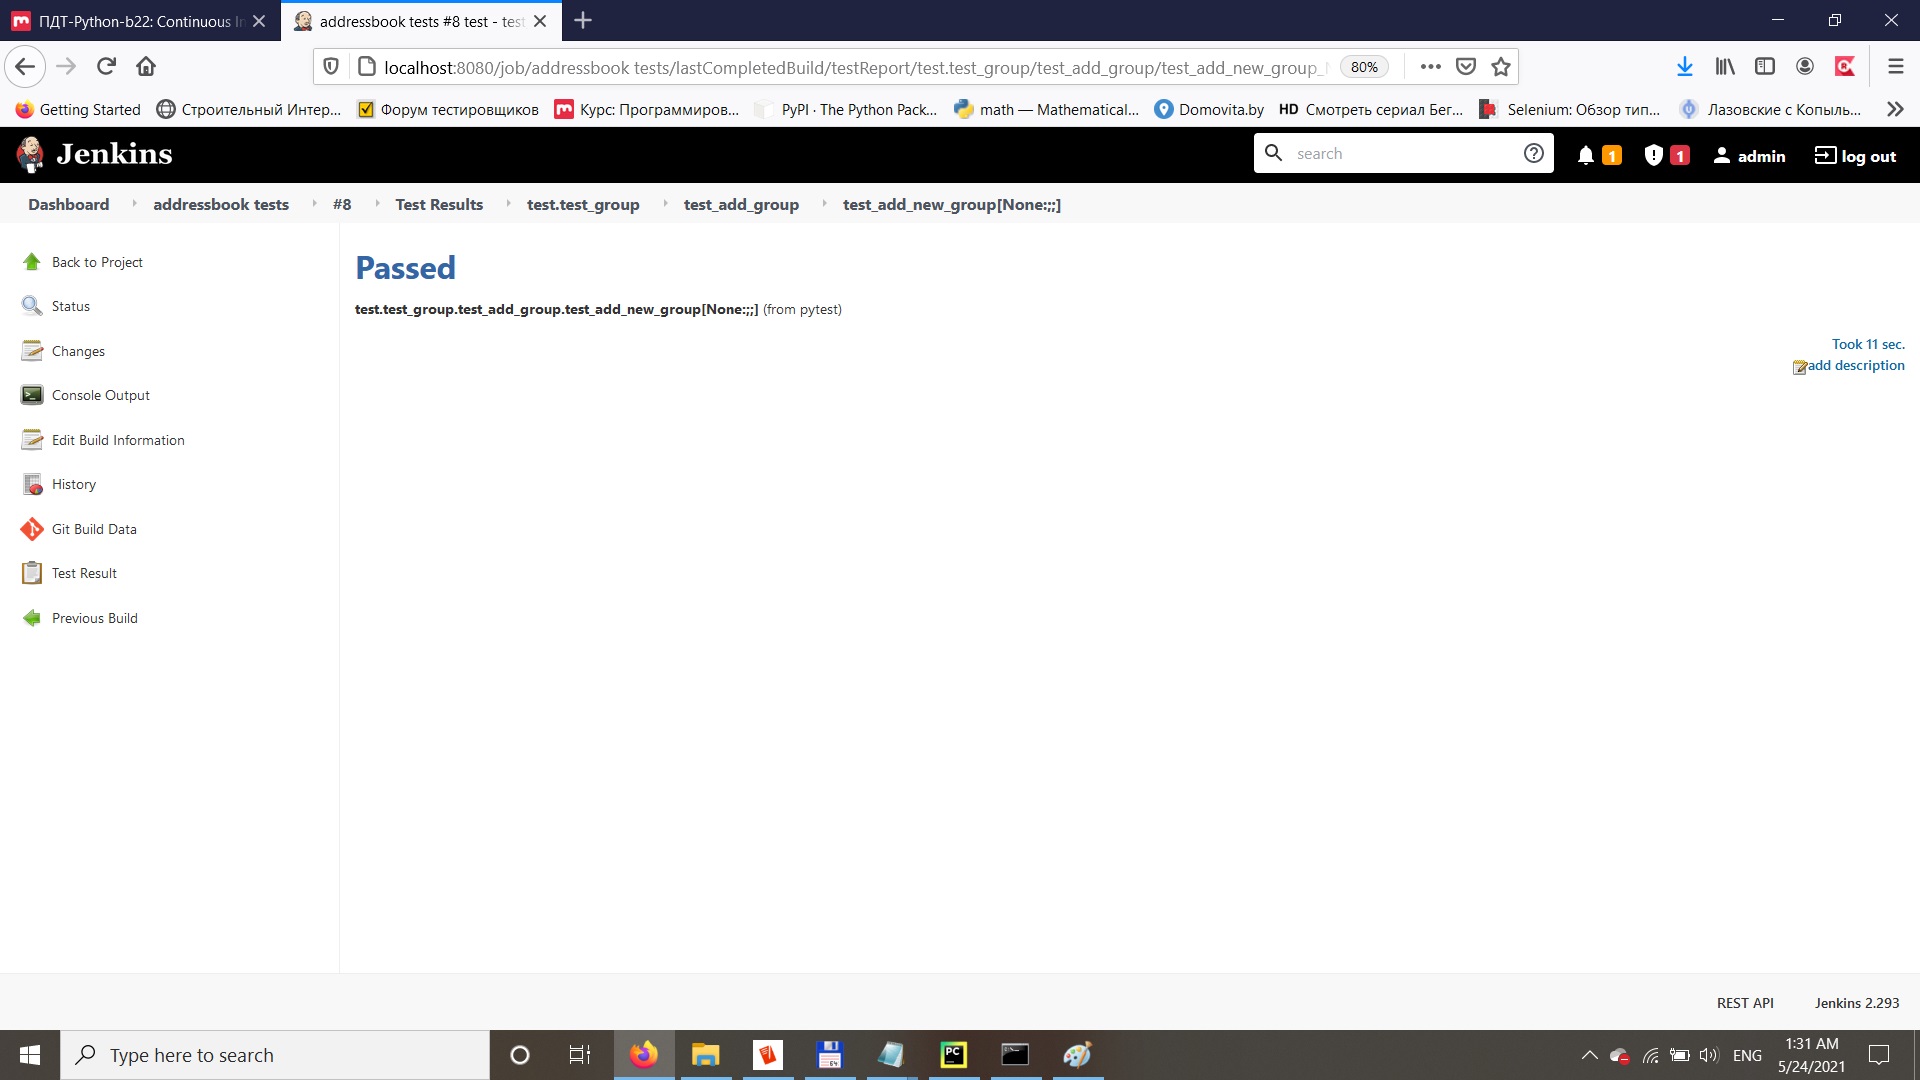 ПДТ-Python-b22: Continuous In
addressbook tests #8 test - test
localhost:8080/job/addressbook tests/lastCompletedBuild/testReport/test.test_group/test_add_group/test_add_new_group_
80%
Getting Started
Строительный Интер...
Форум тестировщиков
Курс: Программиров...
PyPI · The Python Pack...
math — Mathematical...
Domovita.by
HD Смотреть сериал Бег...
Selenium: Обзор тип...
Лазовские с Копыль...
Jenkins
search
1
1
admin
log out
Dashboard
addressbook tests
#8
Test Results
test.test_group
test_add_group
test_add_new_group[None:;;]
Back to Project
Status
Changes
Console Output
Edit Build Information
History
Git Build Data
Test Result
Previous Build
Passed
test.test_group.test_add_group.test_add_new_group[None:;;] (from pytest)
Took 11 sec.
add description
REST API
Jenkins 2.293
Type here to search
PC
64
ENG
1:31 AM
5/24/2021